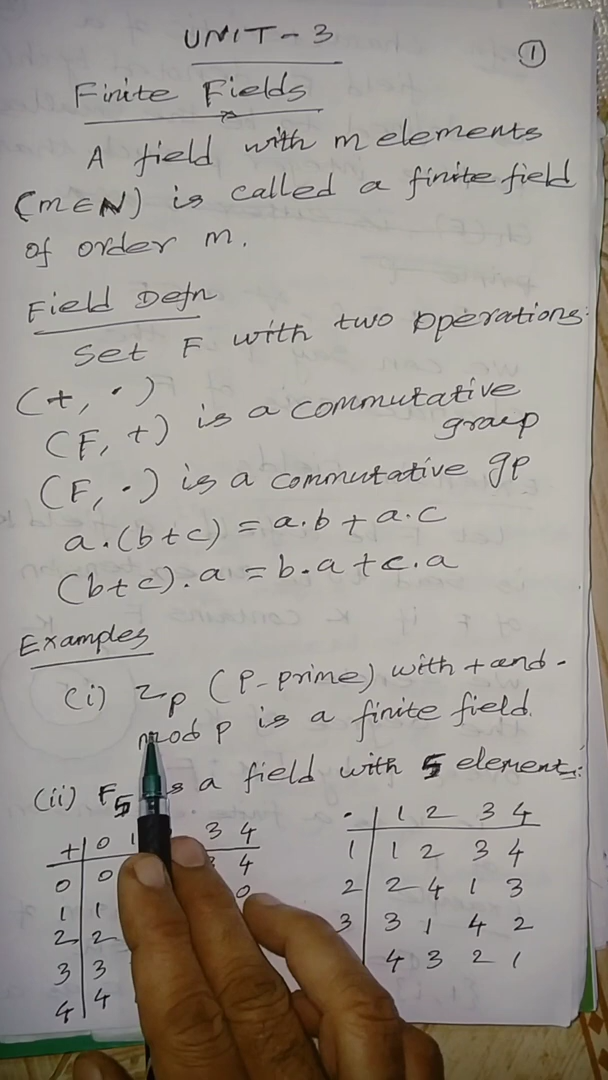 UNIT-3
①
Finite Fields
A field with m elements
(m∈N) is called a finite field
of order m.
Field Defn
Set F with two operations:
(+, ·)
(F, +) is a commutative group
(F, ·) is a commutative gp
a.(b+c) = a.b + a.c
(b+c).a = b.a + c.a
Examples
(i) Zp (P-prime) with + and ·
mod p is a finite field.
(ii) F5 is a field with 5 elements:
+ 0 1 3 4
0 0 3 4
1 1 0
2 2
3 3
4 4
· 1 2 3 4
1 1 2 3 4
2 2 4 1 3
3 3 1 4 2
4 3 2 1